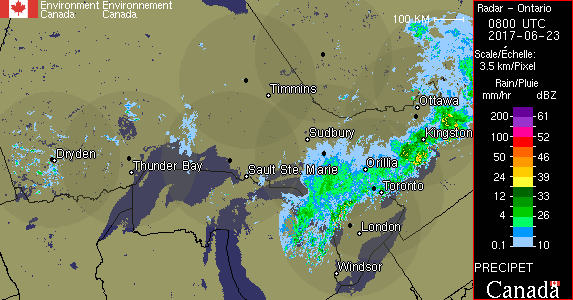 Environment Environnement
Canada Canada
100 KM
Timmins
Ottawa
Sudbury
Kingston
Dryden
Thunder Bay
Sault Ste. Marie
Orillia
Toronto
London
Windsor
Radar - Ontario
0800 UTC
2017-06-23
Scale/Échelle:
3.5 km/Pixel
Rain/Pluie
mm/hr dBZ
200 61
100 52
50 46
24 39
12 33
4 26
0.1 10
PRECIPET
Canada